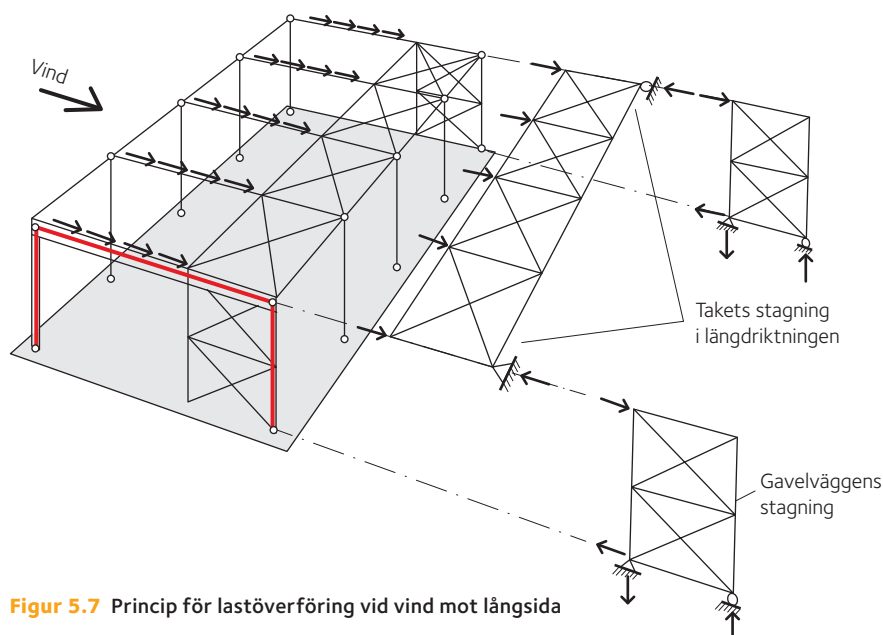 Vind
Takets stagning
i längdriktningen
Gavelväggens
stagning
Figur 5.7 Princip för lastöverföring vid vind mot långsida